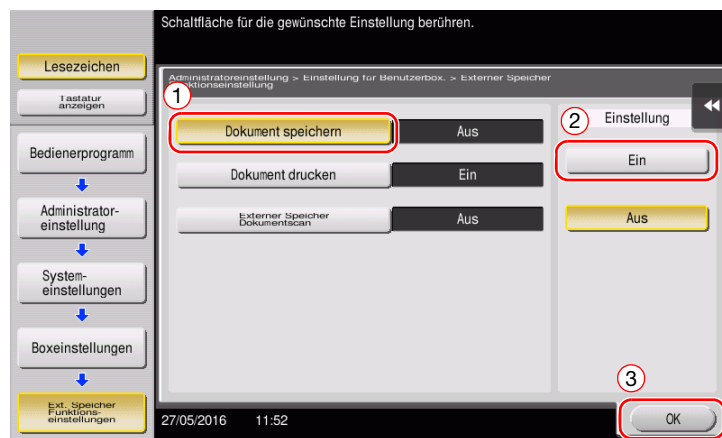 Schaltfläche für die gewünschte Einstellung berühren.
Lesezeichen
Tastatur
anzeigen
Bedienerprogramm
Administrator-
einstellung
System-
einstellungen
Boxeinstellungen
Ext. Speicher
Funktions-
einstellungen
Administratoreinstellung > Einstellung für Benutzerbox. > Externer Speicher
1
Dokument speichern Aus
Dokument drucken Ein
Externer Speicher
Dokumentscan
Aus
2 Einstellung
Ein
Aus
3
27/05/2016 11:52
OK